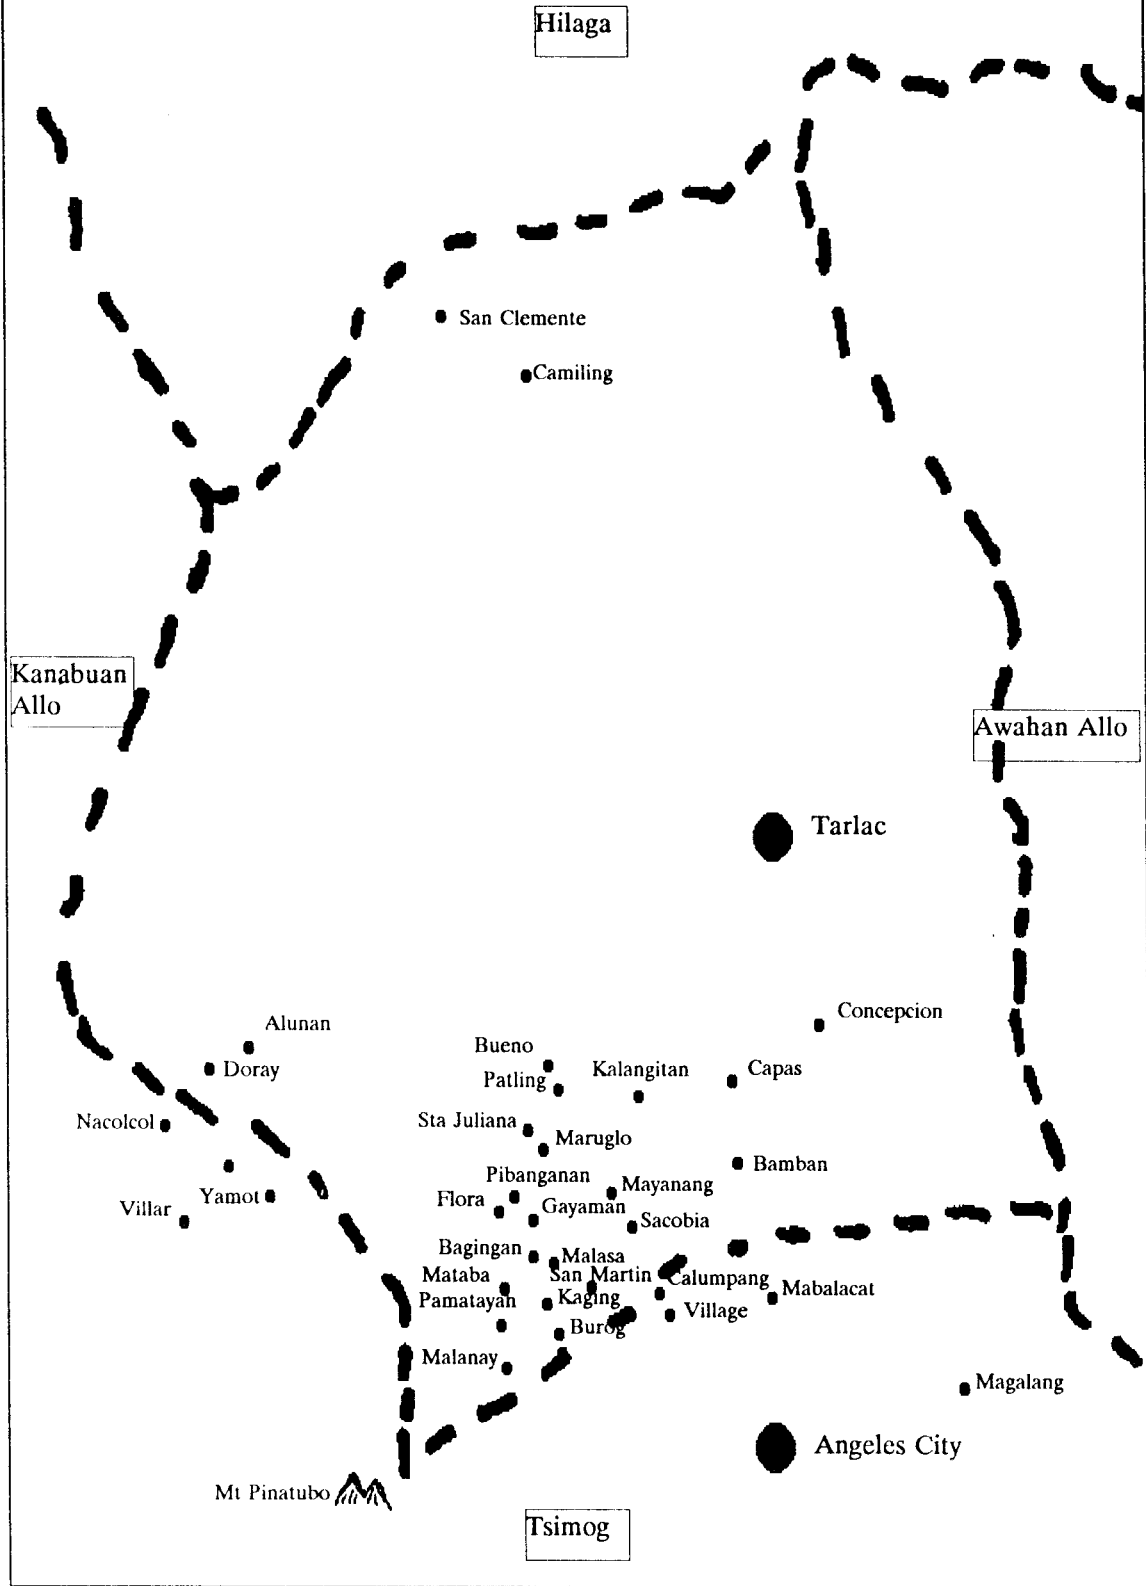 Hilaga
San Clemente
Camiling
Kanabuan
Allo
Awahan Allo
Tarlac
Concepcion
Alunan
Doray
Bueno
Patling
Kalangitan
Capas
Nacolcol
Sta Juliana
Maruglo
Bamban
Pibanganan
Mayanang
Yamot
Villar
Flora
Gayaman
Sacobia
Bagingan
Malasa
Mataba
San Martin
Calumpang
Mabalacat
Pamatayan
Kaging
Village
Burog
Malanay
Magalang
Angeles City
Mt Pinatubo
Tsimog